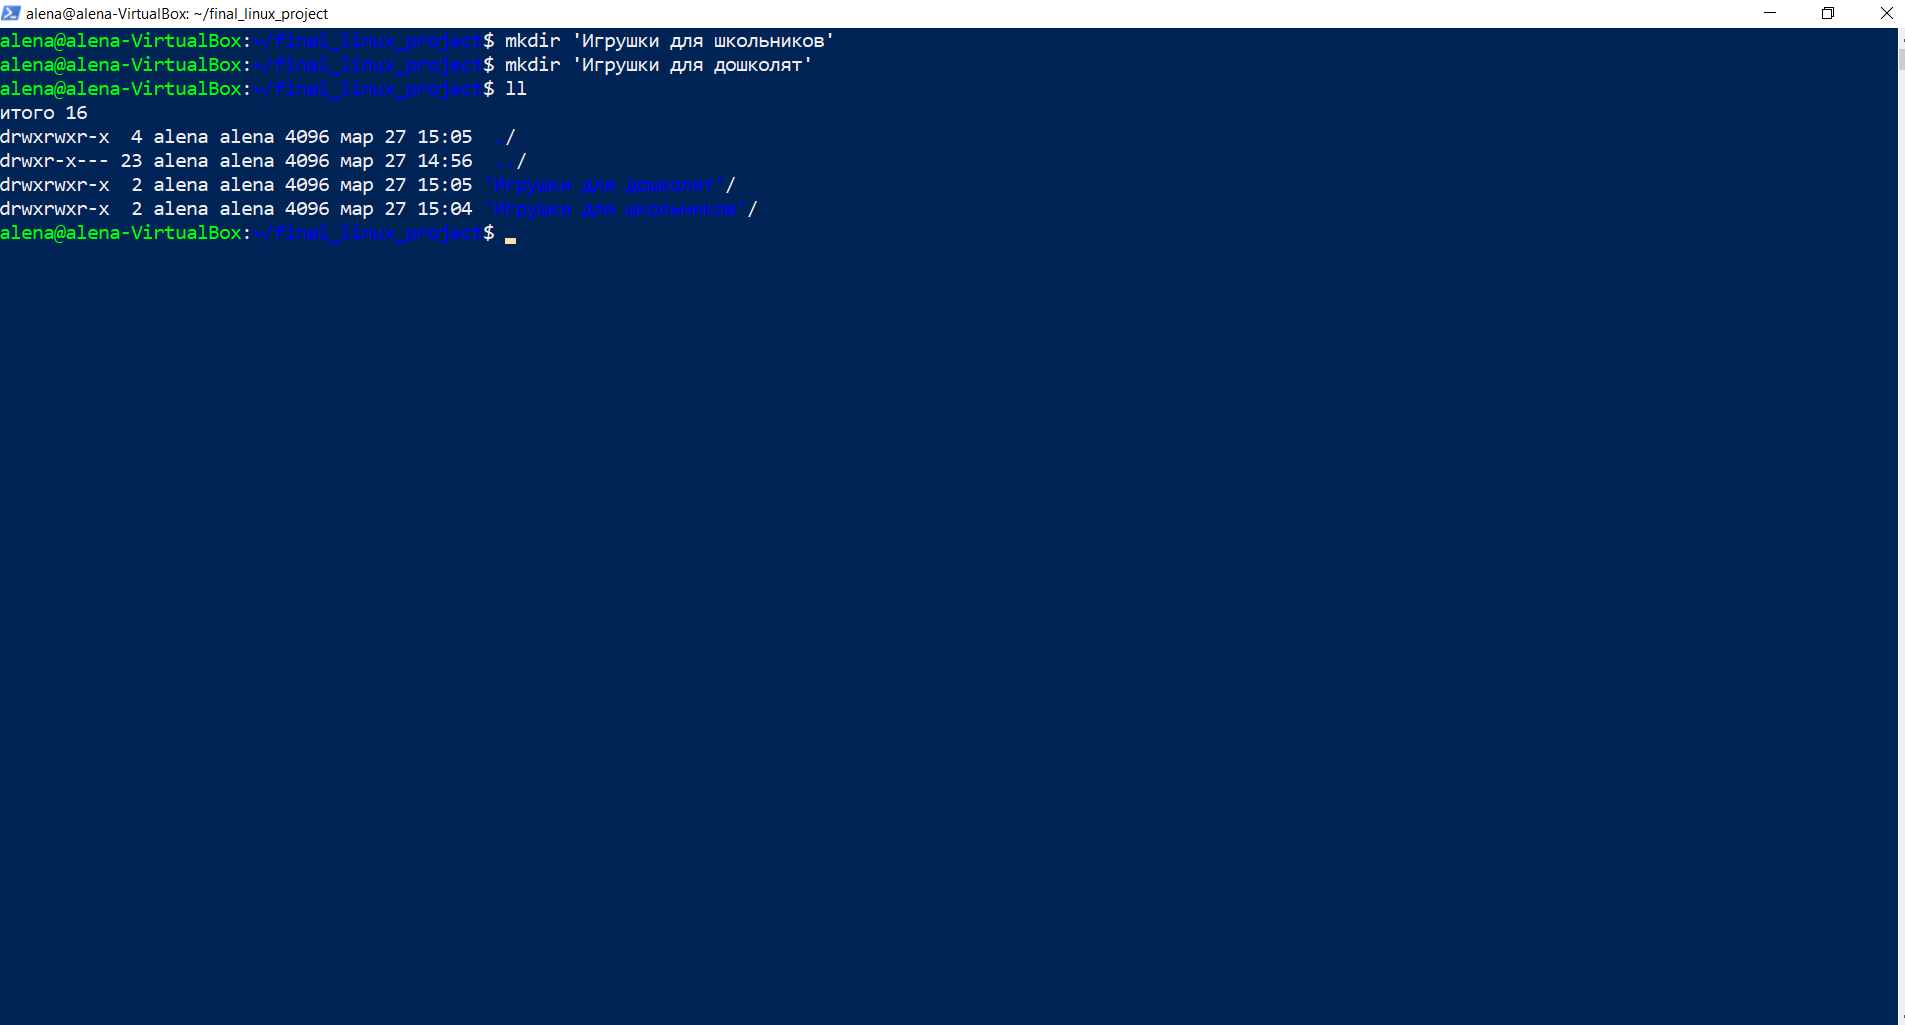 alena@alena-VirtualBox: ~/final_linux_project
alena@alena-VirtualBox:~/final_linux_project$ mkdir 'Игрушки для школьников'
alena@alena-VirtualBox:~/final_linux_project$ mkdir 'Игрушки для дошколят'
alena@alena-VirtualBox:~/final_linux_project$ ll
итого 16
drwxrwxr-x  4 alena alena 4096 мар 27 15:05  ./
drwxr-x--- 23 alena alena 4096 мар 27 14:56  ../
drwxrwxr-x  2 alena alena 4096 мар 27 15:05 'Игрушки для дошколят'/
drwxrwxr-x  2 alena alena 4096 мар 27 15:04 'Игрушки для школьников'/
alena@alena-VirtualBox:~/final_linux_project$